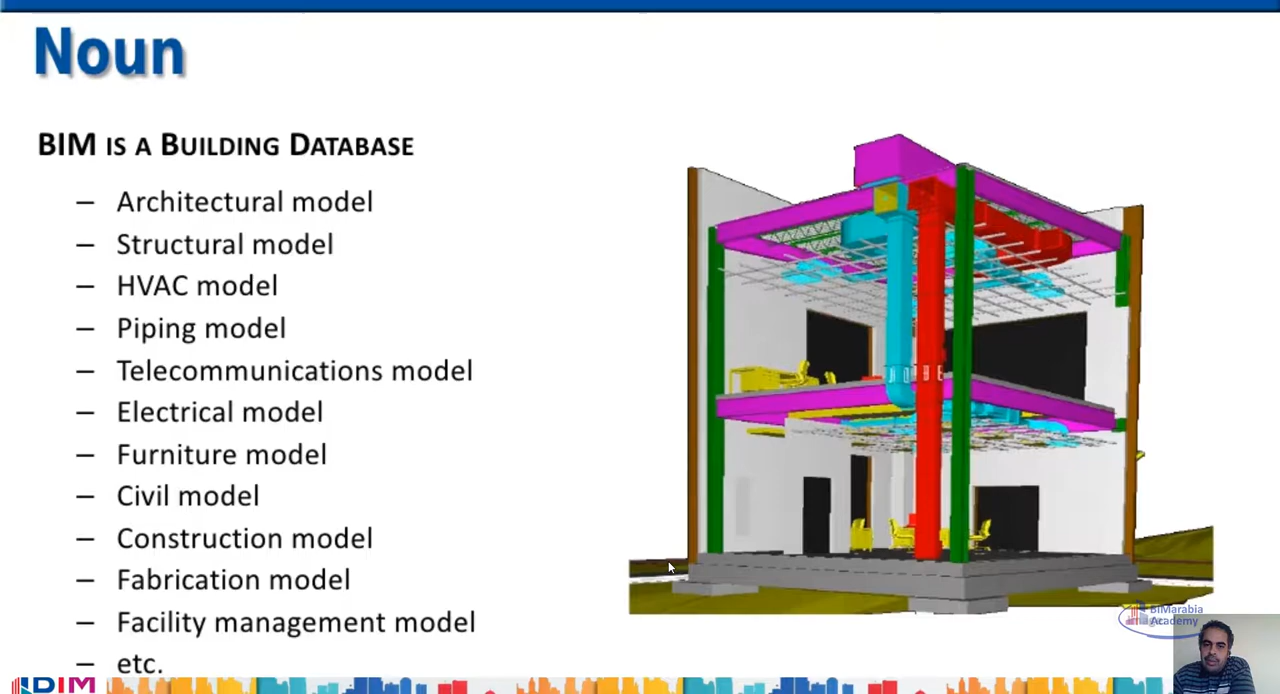 Noun
BIM IS A BUILDING DATABASE
– Architectural model
– Structural model
– HVAC model
– Piping model
– Telecommunications model
– Electrical model
– Furniture model
– Civil model
– Construction model
– Fabrication model
– Facility management model
– etc.
BIMarabia
Academy
BIM